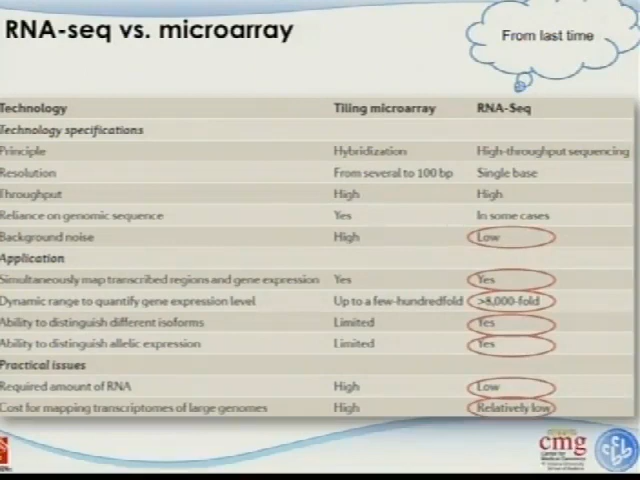 RNA-seq vs. microarray
From last time
Technology Tiling microarray RNA-Seq
Technology specifications
Principle Hybridization High-throughput sequencing
Resolution From several to 100 bp Single base
Throughput High High
Reliance on genomic sequence Yes In some cases
Background noise High Low
Application
Simultaneously map transcribed regions and gene expression Yes Yes
Dynamic range to quantify gene expression level Up to a few-hundredfold >8,000-fold
Ability to distinguish different isoforms Limited Yes
Ability to distinguish allelic expression Limited Yes
Practical issues
Required amount of RNA High Low
Cost for mapping transcriptomes of large genomes High Relatively low
cmg